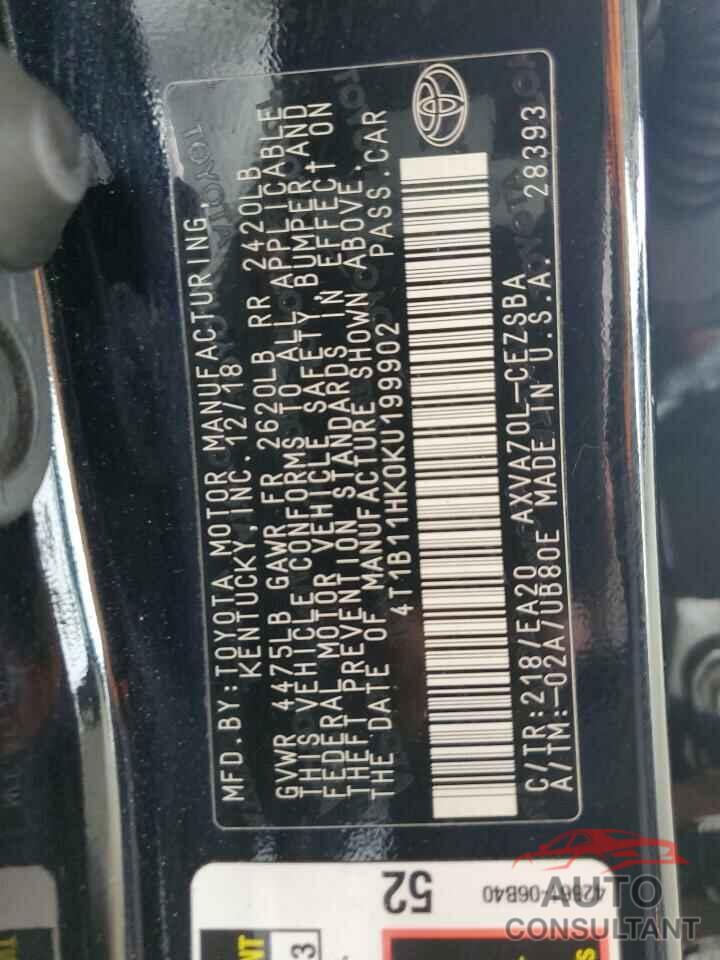 MFD. BY: TOYOTA MOTOR MANUFACTURING,
KENTUCKY, INC. 12/18
GVWR 4475LB GAWR FR 2620LB RR 2420LB
THIS VEHICLE CONFORMS TO ALL APPLICABLE
FEDERAL MOTOR VEHICLE SAFETY, BUMPER AND
THEFT PREVENTION STANDARDS IN EFFECT ON
THE DATE OF MANUFACTURE SHOWN ABOVE.
4T1B11HK0KU199902 PASS.CAR
C/TR:218/EA20 AXVA70L-CEZSBA
A/TM:-02A/UB80E MADE IN U.S.A. 28393
52
42661-06B40
3
AUTO
CONSULTANT